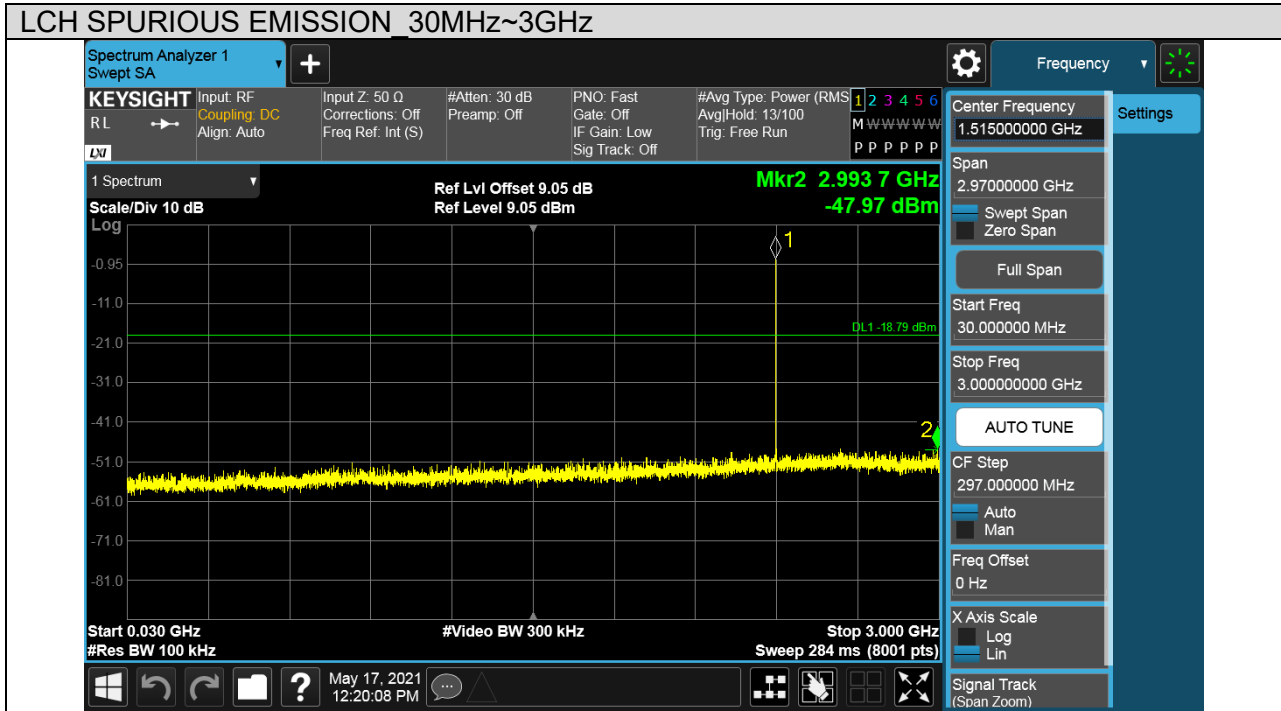 LCH SPURIOUS EMISSION_30MHz~3GHz
Spectrum Analyzer 1
Swept SA
+
Frequency
KEYSIGHT
RL
LXI
Input: RF
Coupling: DC
Align: Auto
Input Z: 50 Ω
Corrections: Off
Freq Ref: Int (S)
#Atten: 30 dB
Preamp: Off
PNO: Fast
Gate: Off
IF Gain: Low
Sig Track: Off
#Avg Type: Power (RMS
Avg|Hold: 13/100
Trig: Free Run
1 2 3 4 5 6
M W W W W W
P P P P P P
1 Spectrum
Scale/Div 10 dB
Log
Ref Lvl Offset 9.05 dB
Ref Level 9.05 dBm
Mkr2 2.993 7 GHz
-47.97 dBm
1
-0.95
-11.0
DL1 -18.79 dBm
-21.0
-31.0
-41.0
2
-51.0
-61.0
-71.0
-81.0
Start 0.030 GHz
#Res BW 100 kHz
#Video BW 300 kHz
Stop 3.000 GHz
Sweep 284 ms (8001 pts)
?
May 17, 2021
12:20:08 PM
Center Frequency
1.515000000 GHz
Settings
Span
2.97000000 GHz
Swept Span
Zero Span
Full Span
Start Freq
30.000000 MHz
Stop Freq
3.000000000 GHz
AUTO TUNE
CF Step
297.000000 MHz
Auto
Man
Freq Offset
0 Hz
X Axis Scale
Log
Lin
Signal Track
(Span Zoom)